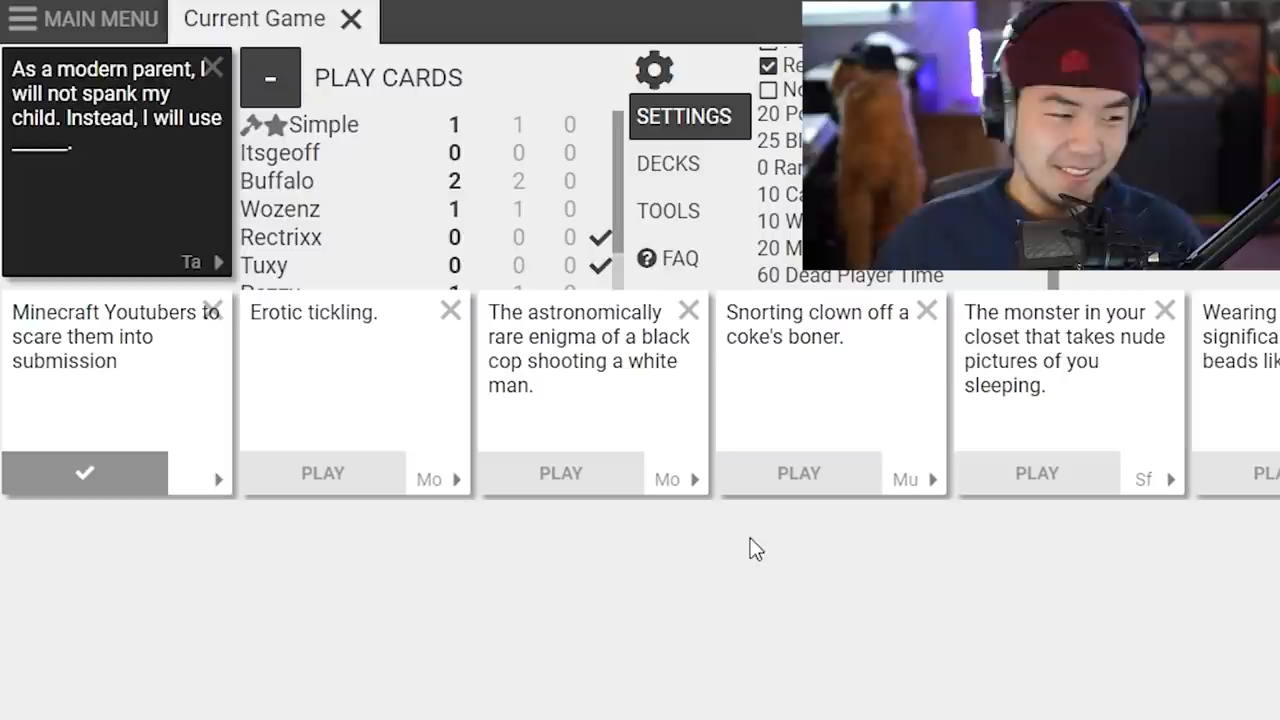 MAIN MENU
Current Game
As a modern parent, I
will not spank my
child. Instead, I will use
_____.
Ta
-
PLAY CARDS
Simple 1 1 0
Itsgeoff 0 0 0
Buffalo 2 2 0
Wozenz 1 1 0
Rectrixx 0 0 0
Tuxy 0 0 0
SETTINGS
DECKS
TOOLS
? FAQ
Re
No
20 Po
25 Bl
0 Ran
10 Ca
10 W
20 M
60 Dead Player Time
Minecraft Youtubers to
scare them into
submission
Erotic tickling.
PLAY
Mo
The astronomically
rare enigma of a black
cop shooting a white
man.
PLAY
Mo
Snorting clown off a
coke's boner.
PLAY
Mu
The monster in your
closet that takes nude
pictures of you
sleeping.
PLAY
Sf
Wearing
significa
beads lik
PL